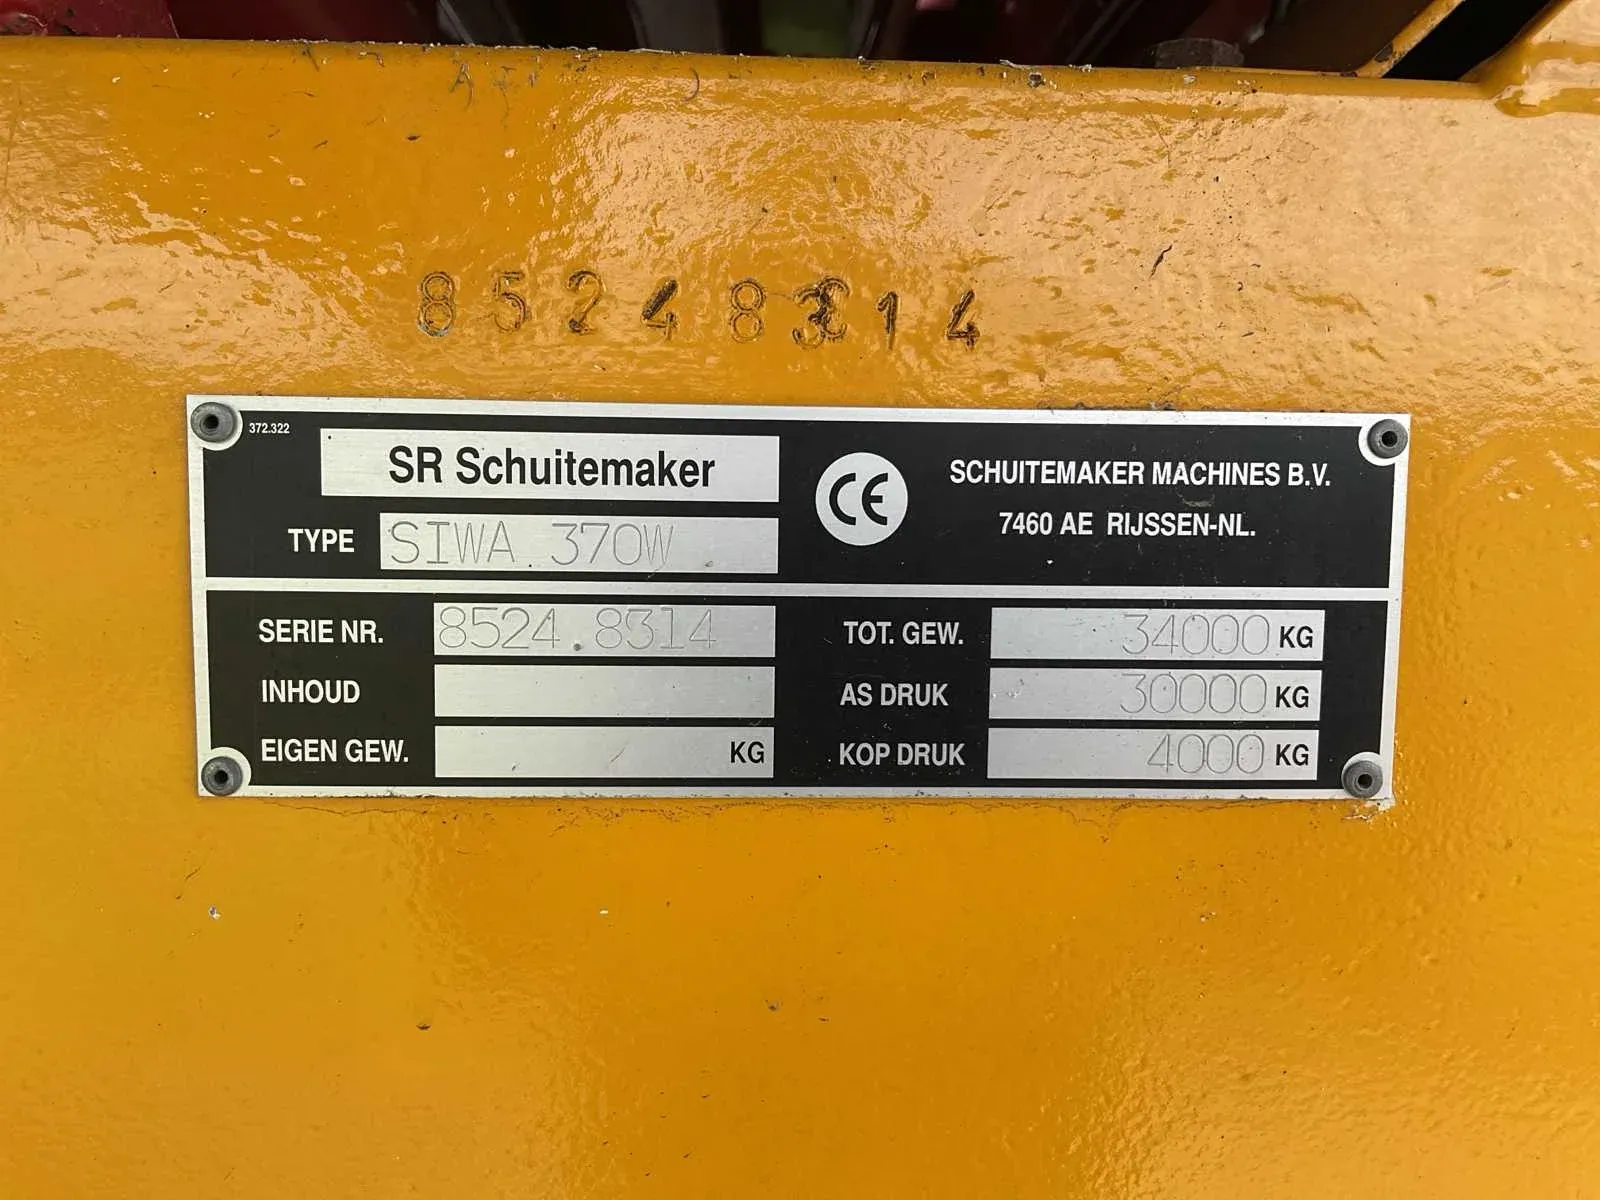 85248314
372.322
SR Schuitemaker
TYPE SIWA 370W
CE
SCHUITEMAKER MACHINES B.V.
7460 AE RIJSSEN-NL.
SERIE NR. 8524.8314
INHOUD
EIGEN GEW. KG
TOT. GEW. 34000 KG
AS DRUK 30000 KG
KOP DRUK 4000 KG